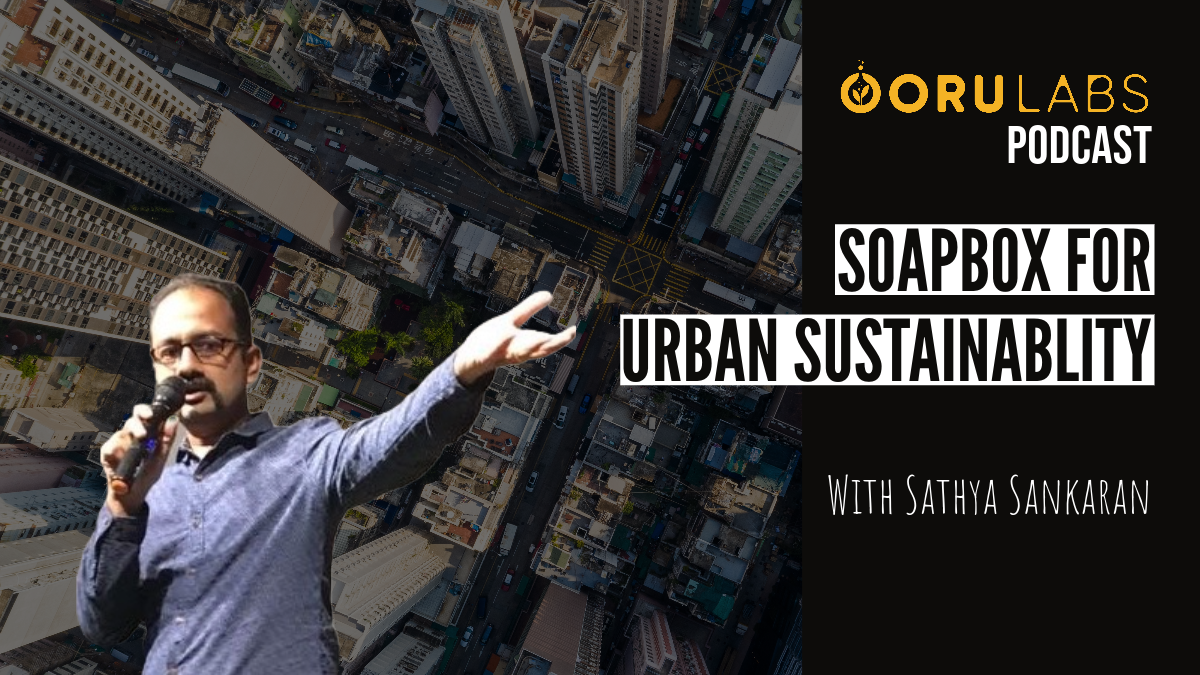 OORU LABS
PODCAST
SOAPBOX FOR
URBAN SUSTAINABLITY
WITH SATHYA SANKARAN